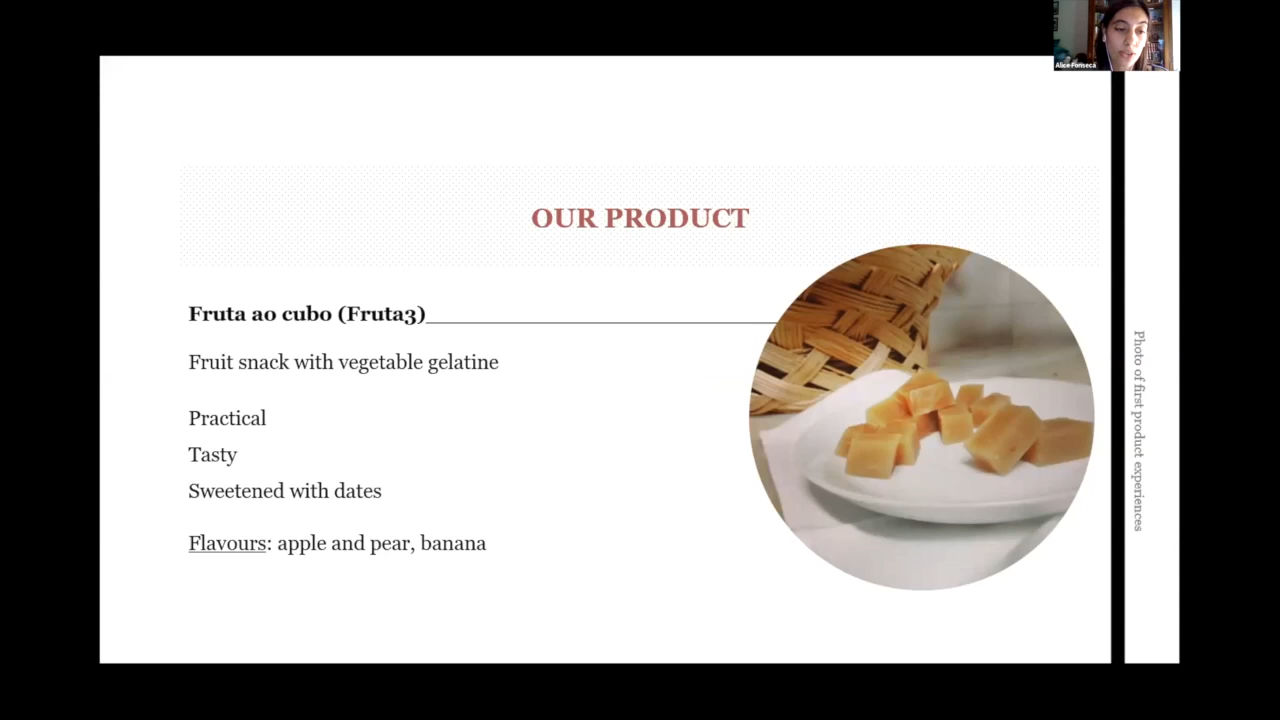 Alice Fonseca
OUR PRODUCT
Fruta ao cubo (Fruta3)
Fruit snack with vegetable gelatine
Practical
Tasty
Sweetened with dates
Flavours: apple and pear, banana
Photo of first product experiences